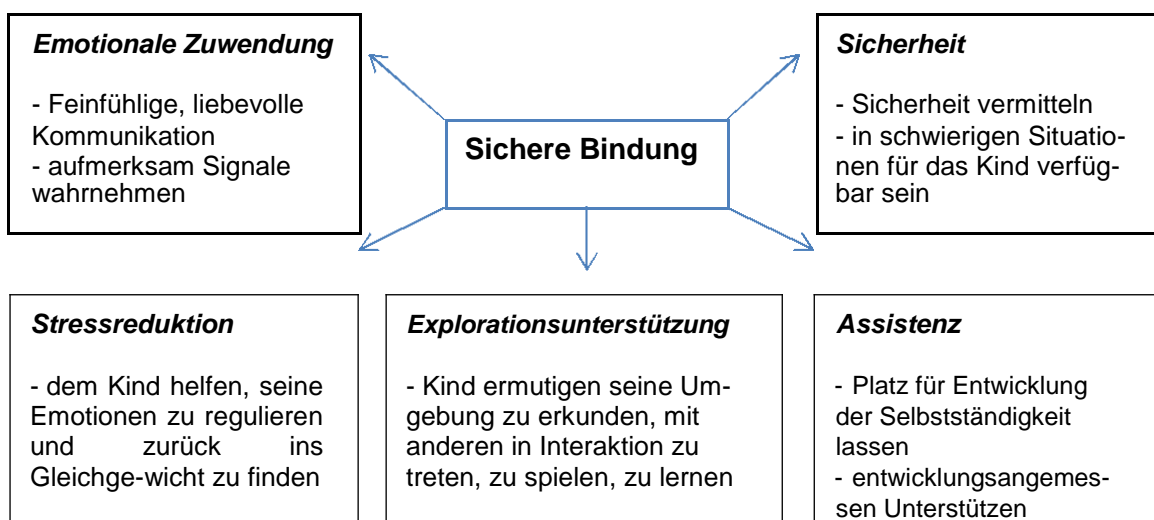 Emotionale Zuwendung
- Feinfühlige, liebevolle
Kommunikation
- aufmerksam Signale
wahrnehmen
Sichere Bindung
Sicherheit
- Sicherheit vermitteln
- in schwierigen Situatio-
nen für das Kind verfüg-
bar sein
Stressreduktion
- dem Kind helfen, seine
Emotionen zu regulieren
und zurück ins
Gleichge-wicht zu finden
Explorationsunterstützung
- Kind ermutigen seine Um-
gebung zu erkunden, mit
anderen in Interaktion zu
treten, zu spielen, zu lernen
Assistenz
- Platz für Entwicklung
der Selbstständigkeit
lassen
- entwicklungsangemes-
sen Unterstützen